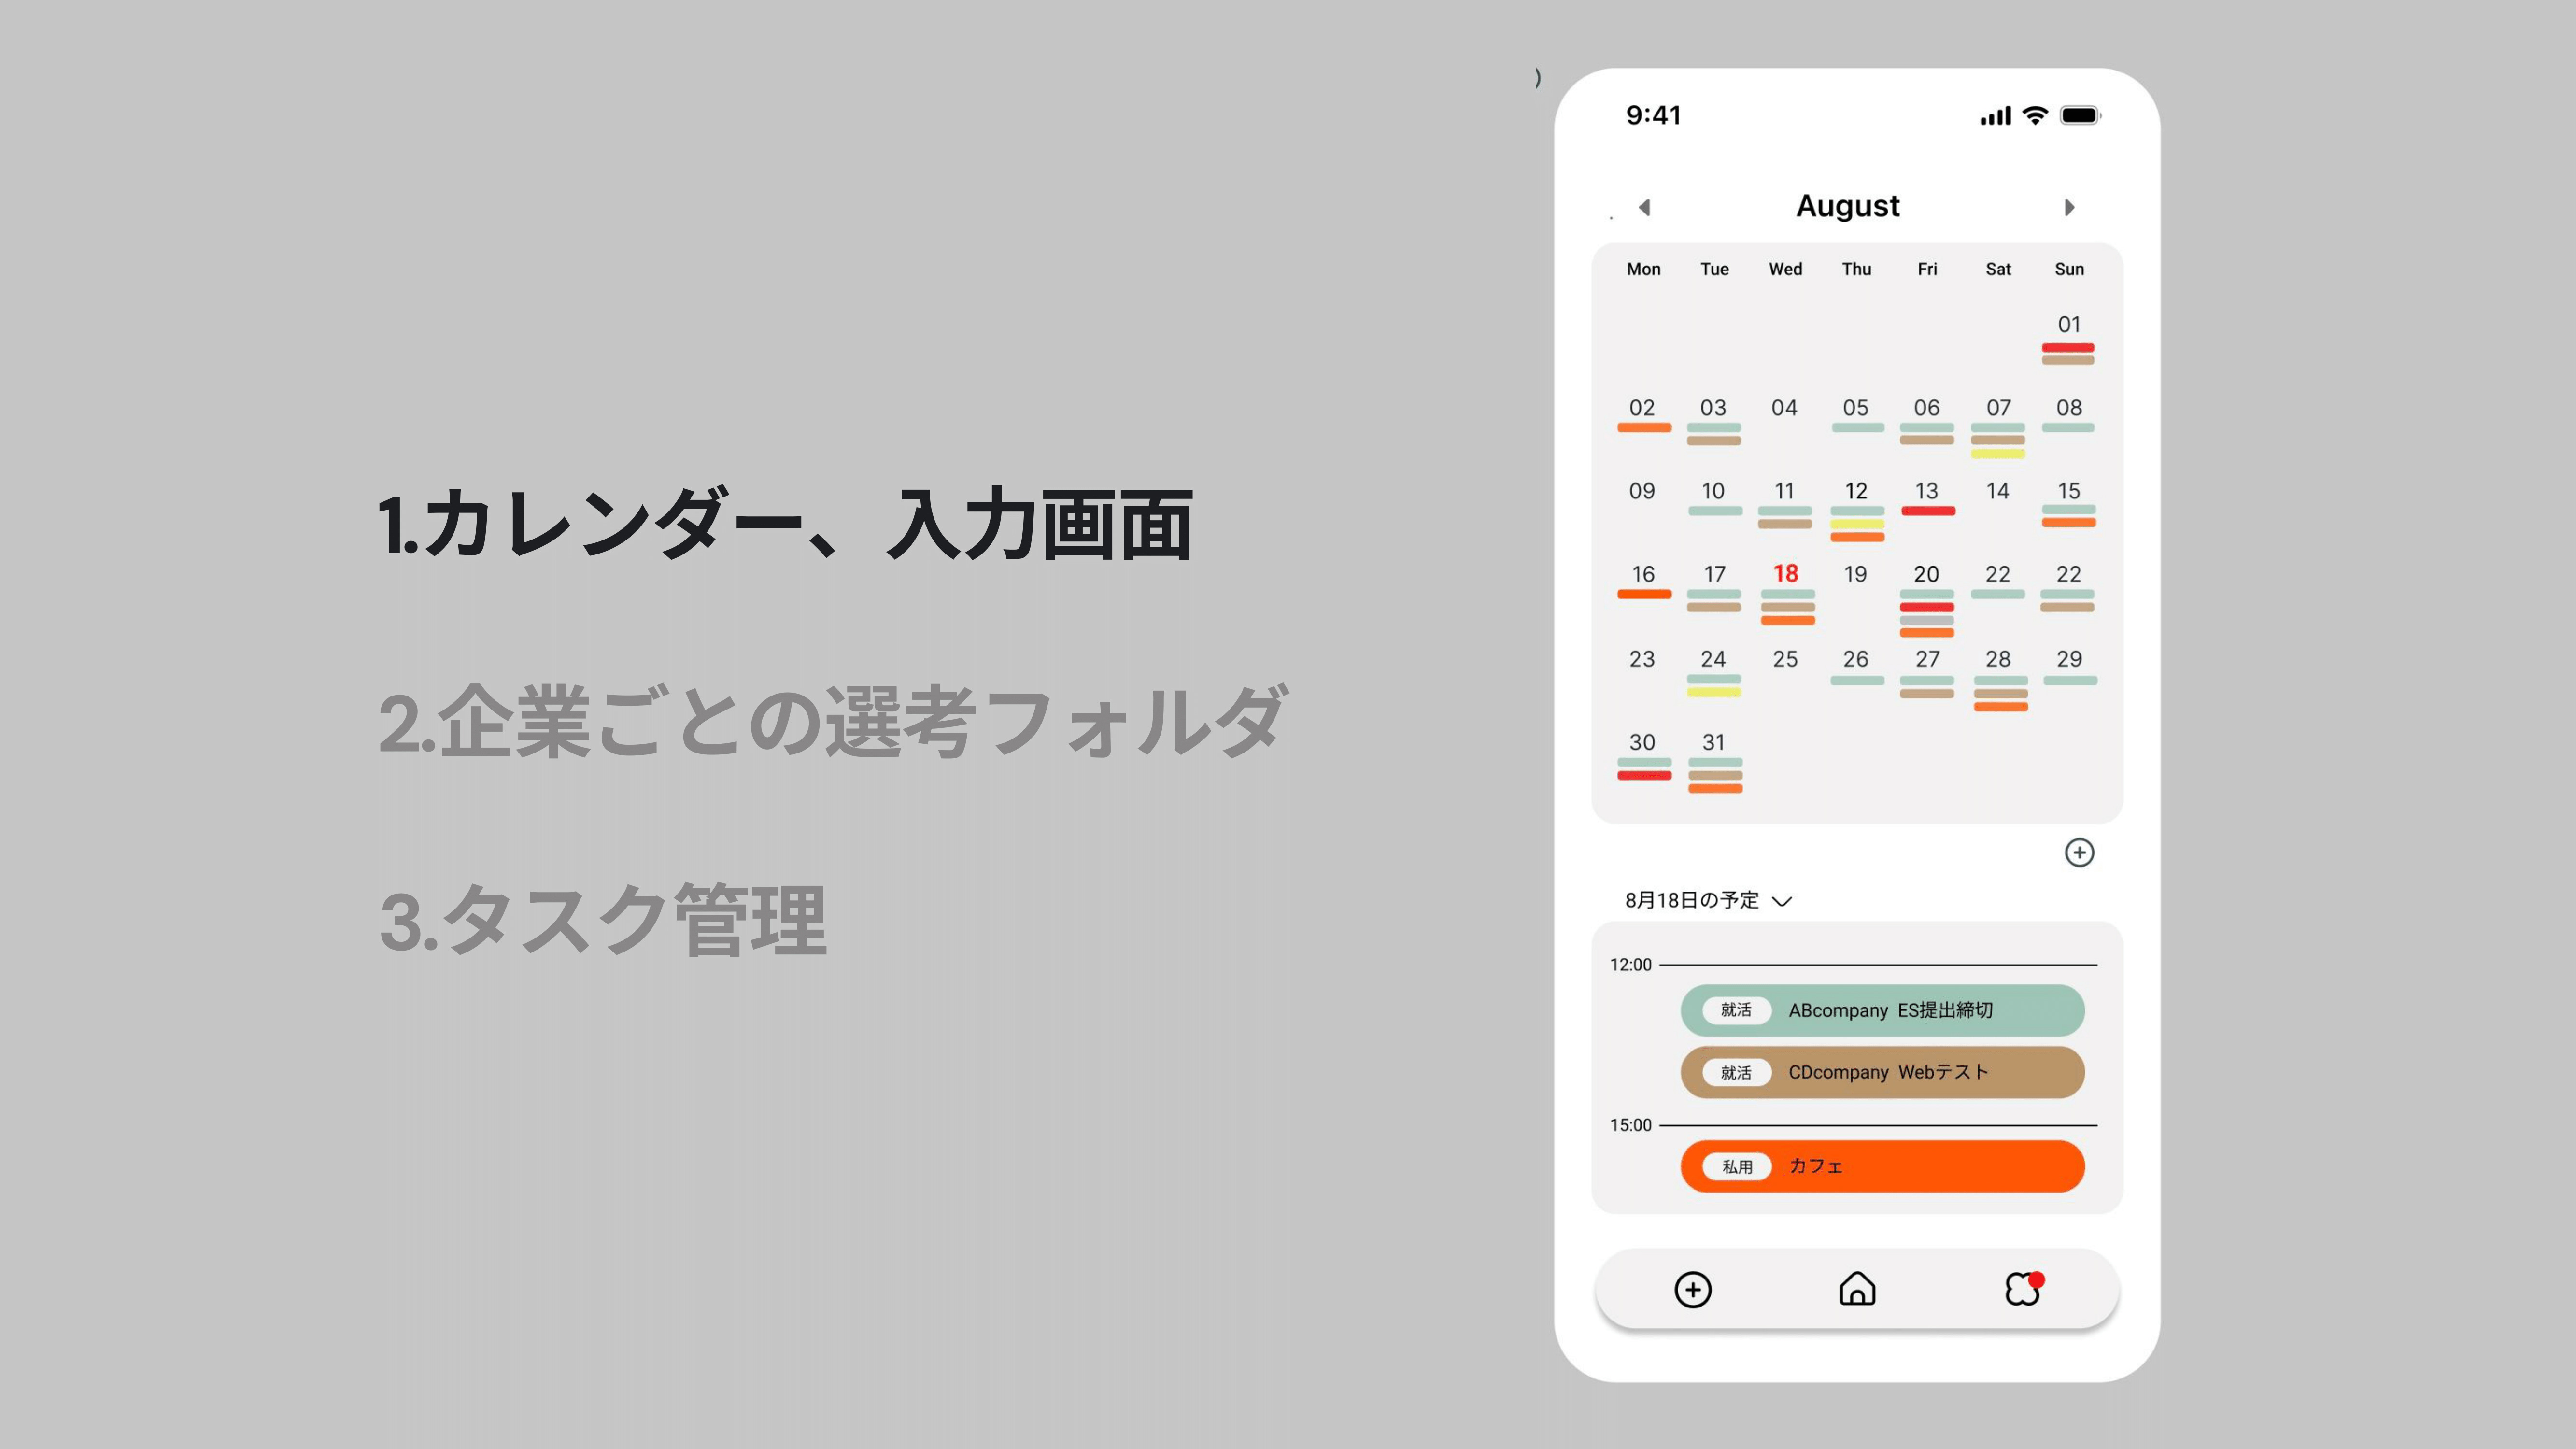 1.カレンダー、入力画面
2.企業ごとの選考フォルダ
3.タスク管理
)
9:41
August
Mon Tue Wed Thu Fri Sat Sun
01
02 03 04 05 06 07 08
09 10 11 12 13 14 15
16 17 18 19 20 22 22
23 24 25 26 27 28 29
30 31
8月18日の予定
12:00
就活 ABcompany ES提出締切
就活 CDcompany Webテスト
15:00
私用 カフェ